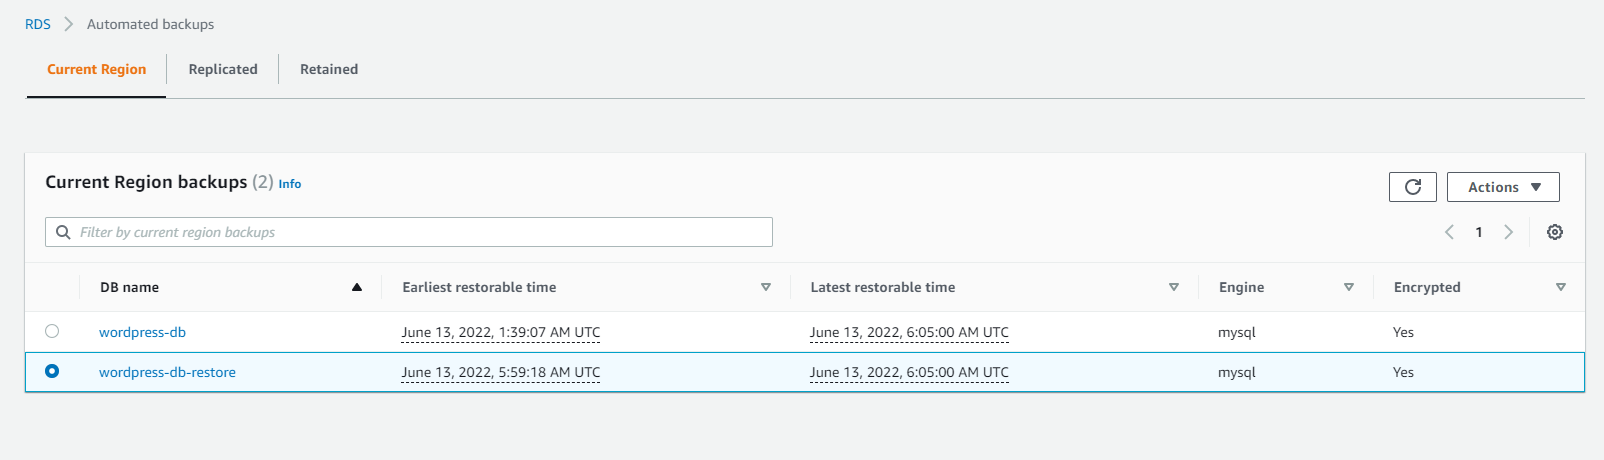 RDS > Automated backups
Current Region Replicated Retained
Current Region backups (2) Info
Actions
Filter by current region backups
1
DB name Earliest restorable time Latest restorable time Engine Encrypted
wordpress-db June 13, 2022, 1:39:07 AM UTC June 13, 2022, 6:05:00 AM UTC mysql Yes
wordpress-db-restore June 13, 2022, 5:59:18 AM UTC June 13, 2022, 6:05:00 AM UTC mysql Yes